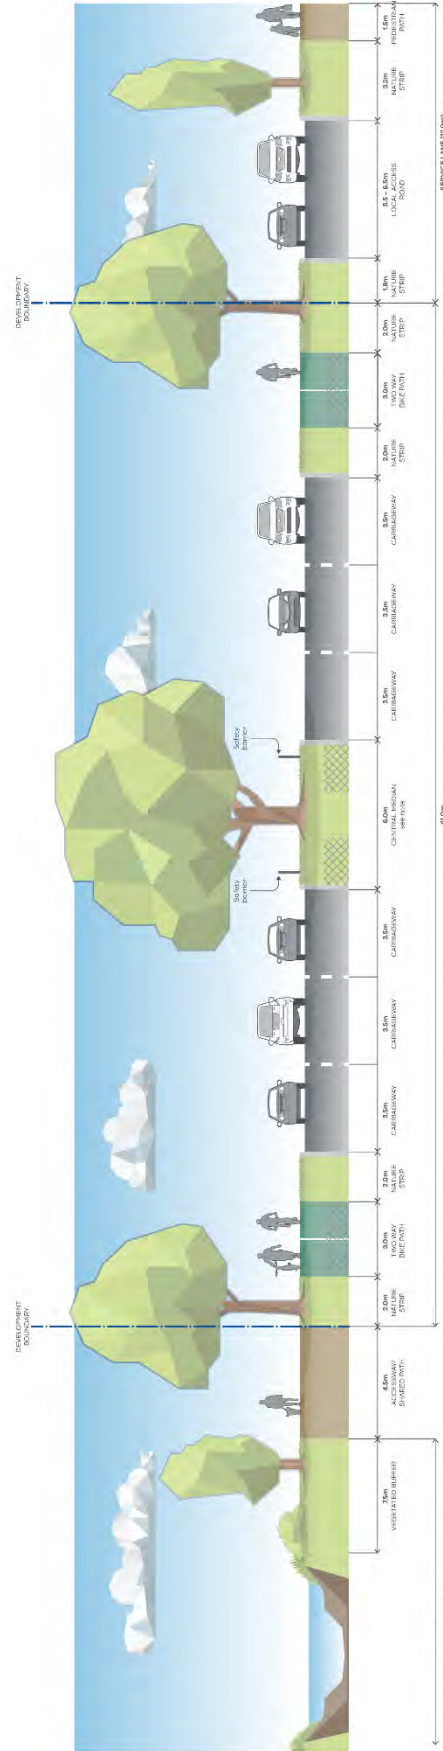 DEVELOPMENT
BOUNDARY
DEVELOPMENT
BOUNDARY
Safety
barrier
Safety
barrier
7.5m
VEGETATED BUFFER
4.5m
ACCESSWAY/
SHARED PATH
2.0m
NATURE
STRIP
3.0m
TWO WAY
BIKE PATH
2.0m
NATURE
STRIP
3.5m
CARRIAGEWAY
3.5m
CARRIAGEWAY
3.5m
CARRIAGEWAY
6.0m
CENTRAL MEDIAN
see note
3.5m
CARRIAGEWAY
3.5m
CARRIAGEWAY
3.5m
CARRIAGEWAY
2.0m
NATURE
STRIP
3.0m
TWO WAY
BIKE PATH
2.0m
NATURE
STRIP
1.8m
NATURE
STRIP
5.5 - 6.5m
LOCAL ACCESS
ROAD
3.2m
NATURE
STRIP
1.5m
PEDESTRIAN
PATH
SERVICE LANE